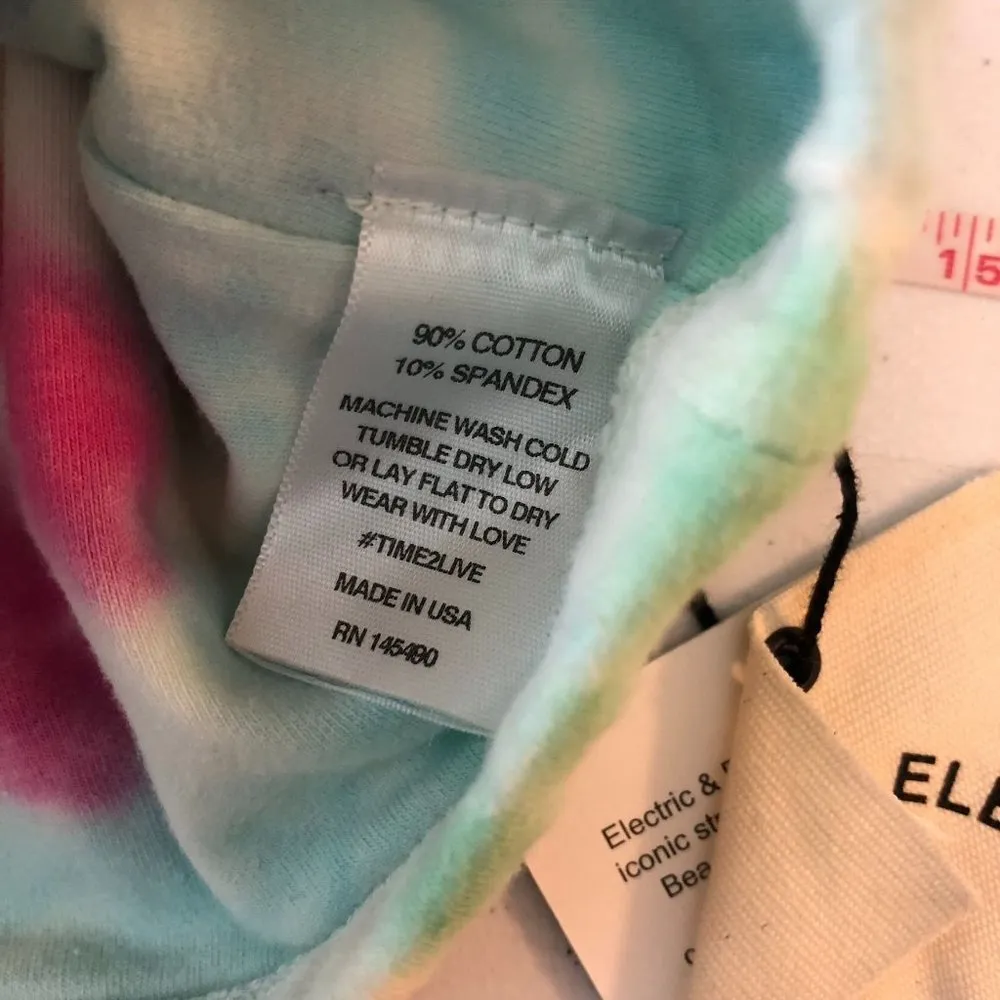 90% COTTON
10% SPANDEX
MACHINE WASH COLD
TUMBLE DRY LOW
OR LAY FLAT TO DRY
WEAR WITH LOVE
#TIME2LIVE
MADE IN USA
RN 145490
15
Electric &
iconic
Bea
ELE